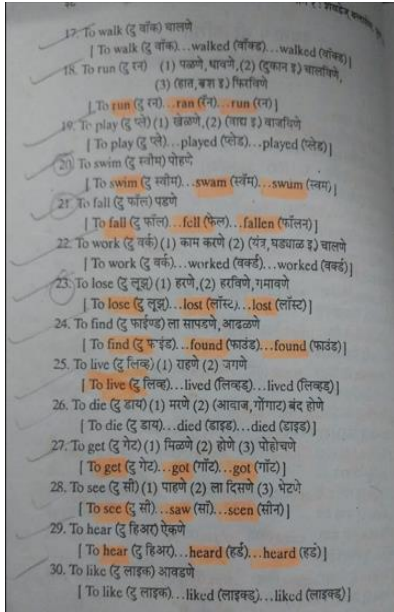 17. To walk (टु वॉक) चालणे
[ To walk (टु वॉक)...walked (वॉक्ड)...walked (वॉक्ड) ]
18. To run (टु रन) (1) पळणे, धावणे, (2) (दुकान इ) चालविणे,
(3) (हात, ब्रश इ) फिरविणे
[ To run (टु रन)...ran (रॅन)...run (रन) ]
19. To play (टु प्ले) (1) खेळणे, (2) (वाद्य इ) वाजविणे
[ To play (टु प्ले)...played (प्लेड)...played (प्लेड) ]
20. To swim (टु स्वीम) पोहणे
[ To swim (टु स्वीम)...swam (स्वॅम)...swum (स्वम) ]
21. To fall (टु फॉल) पडणे
[ To fall (टु फॉल)...fell (फेल)...fallen (फॉलन) ]
22. To work (टु वर्क) (1) काम करणे (2) (यंत्र, घड्याळ इ) चालणे
[ To work (टु वर्क)...worked (वर्क्ड)...worked (वर्क्ड) ]
23. To lose (टु लूझ) (1) हरणे, (2) हरविणे, गमावणे
[ To lose (टु लूझ)...lost (लॉस्ट)...lost (लॉस्ट) ]
24. To find (टु फाईण्ड) ला सापडणे, आढळणे
[ To find (टु फाइंड)...found (फाउंड)...found (फाउंड) ]
25. To live (टु लिव्ह) (1) राहणे (2) जगणे
[ To live (टु लिव्ह)...lived (लिव्हड्)...lived (लिव्हड्) ]
26. To die (टु डाय) (1) मरणे (2) (आवाज, गोंगाट) बंद होणे
[ To die (टु डाय)...died (डाइड)...died (डाइड) ]
27. To get (टु गेट) (1) मिळणे (2) होणे (3) पोहोचणे
[ To get (टु गेट)...got (गॉट)...got (गॉट) ]
28. To see (टु सी) (1) पाहणे (2) ला दिसणे (3) भेटणे
[ To see (टु सी)...saw (सॉ)...seen (सीन) ]
29. To hear (टु हिअर) ऐकणे
[ To hear (टु हिअर)...heard (हर्ड)...heard (हर्ड) ]
30. To like (टु लाइक) आवडणे
[ To like (टु लाइक)...liked (लाइक्ड्)...liked (लाइक्ड्) ]